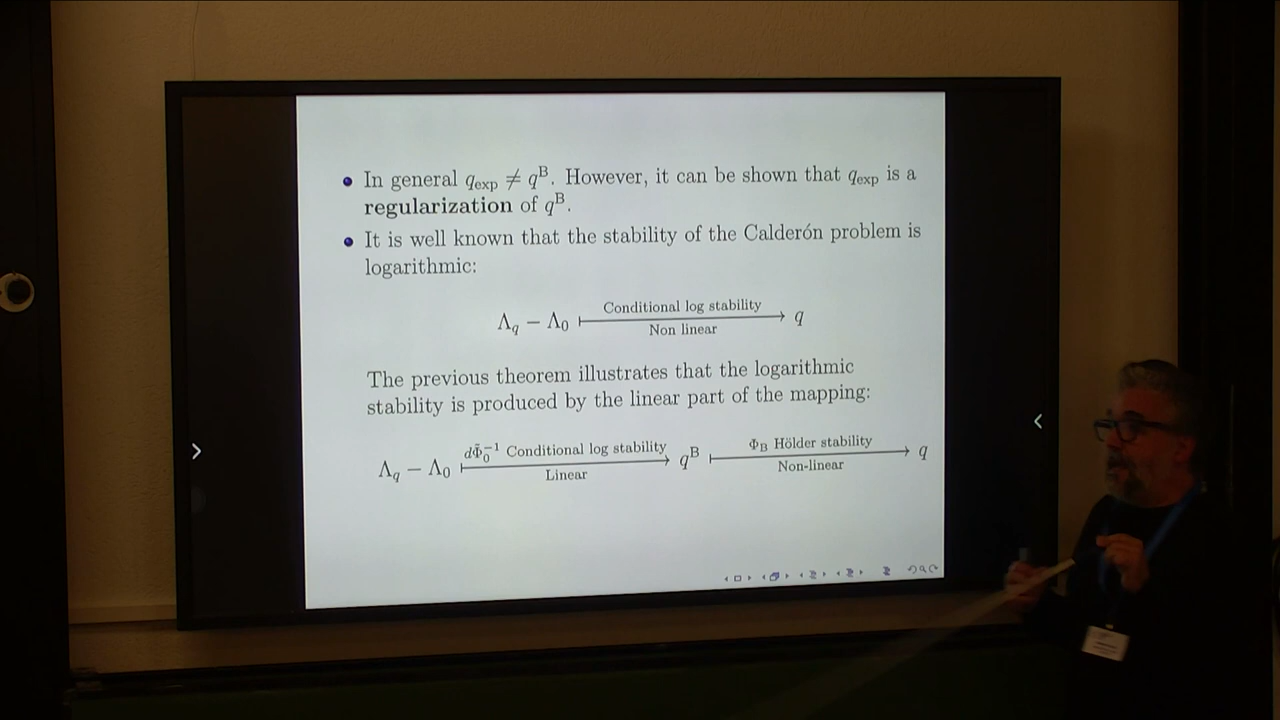 In general q_exp ≠ q^B. However, it can be shown that q_exp is a
regularization of q^B.
It is well known that the stability of the Calderón problem is
logarithmic:
Conditional log stability
Λ_q − Λ_0 ⟼ q
Non linear
The previous theorem illustrates that the logarithmic
stability is produced by the linear part of the mapping:
dΦ̃_0^{−1} Conditional log stability Φ_B Hölder stability
Λ_q − Λ_0 ⟼ q^B ⟼ q
Linear Non-linear